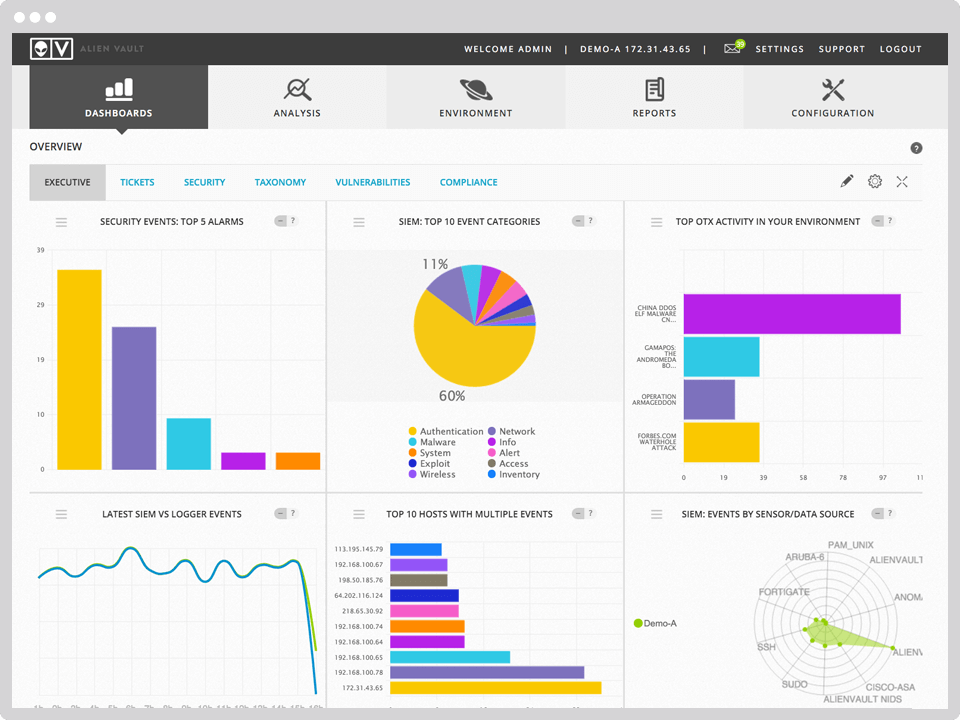 V ALIEN VAULT
WELCOME ADMIN | DEMO-A 172.31.43.65 | 35 SETTINGS SUPPORT LOGOUT
DASHBOARDS ANALYSIS ENVIRONMENT REPORTS CONFIGURATION
OVERVIEW ?
EXECUTIVE TICKETS SECURITY TAXONOMY VULNERABILITIES COMPLIANCE
SECURITY EVENTS: TOP 5 ALARMS ?
39
29
19
10
0
SIEM: TOP 10 EVENT CATEGORIES ?
11%
60%
Authentication Network
Malware Info
System Alert
Exploit Access
Wireless Inventory
TOP OTX ACTIVITY IN YOUR ENVIRONMENT ?
CHINA DDOS
ELF MALWARE
CN...
GAMAPOS:
THE
ANDROMEDA
BO...
OPERATION
ARMAGEDDON
FORBES.COM
WATERHOLE
ATTACK
0 19 39 58 78 97 11
LATEST SIEM VS LOGGER EVENTS ?
TOP 10 HOSTS WITH MULTIPLE EVENTS ?
113.195.145.79
192.168.100.67
198.50.185.76
64.202.116.124
218.65.30.92
192.168.100.74
192.168.100.64
192.168.100.65
192.168.100.78
172.31.43.65
SIEM: EVENTS BY SENSOR/DATA SOURCE ?
Demo-A
PAM_UNIX
ARUBA-6
ALIENVAULT
FORTIGATE
ANOM
SSH
ALIENV
SUDO
CISCO-ASA
ALIENVAULT NIDS